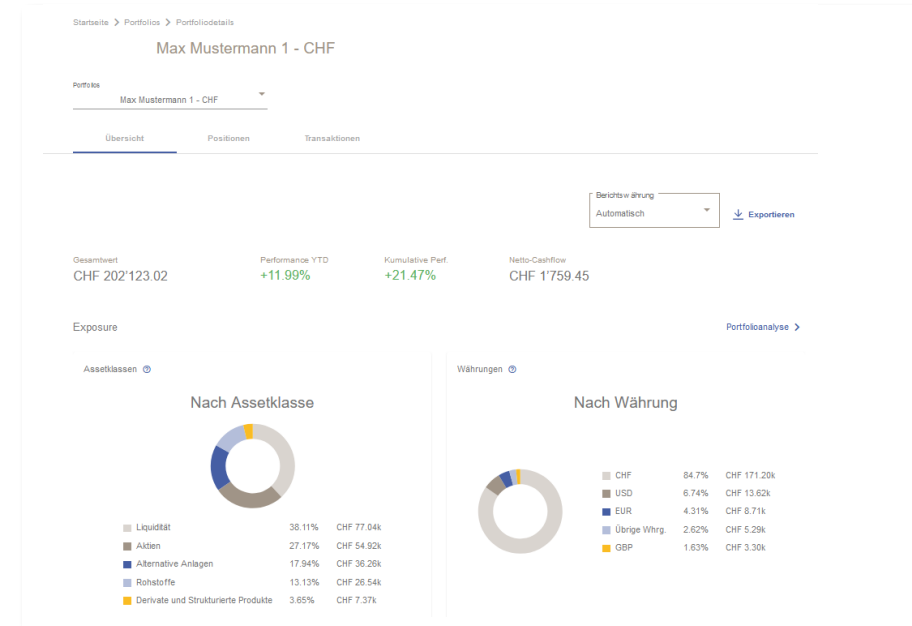 Startseite > Portfolios > Portfoliodetails
Max Mustermann 1 - CHF
Portfolios
Max Mustermann 1 - CHF
Übersicht Positionen Transaktionen
Berichtswährung
Automatisch Exportieren
Gesamtwert Performance YTD Kumulative Perf. Netto-Cashflow
CHF 202'123.02 +11.99% +21.47% CHF 1'759.45
Exposure Portfolioanalyse >
Assetklassen Währungen
Nach Assetklasse Nach Währung
CHF 84.7% CHF 171.20k
USD 6.74% CHF 13.62k
EUR 4.31% CHF 8.71k
Übrige Whrg. 2.62% CHF 5.29k
GBP 1.63% CHF 3.30k
Liquidität 38.11% CHF 77.04k
Aktien 27.17% CHF 54.92k
Alternative Anlagen 17.94% CHF 36.26k
Rohstoffe 13.13% CHF 26.54k
Derivate und Strukturierte Produkte 3.65% CHF 7.37k